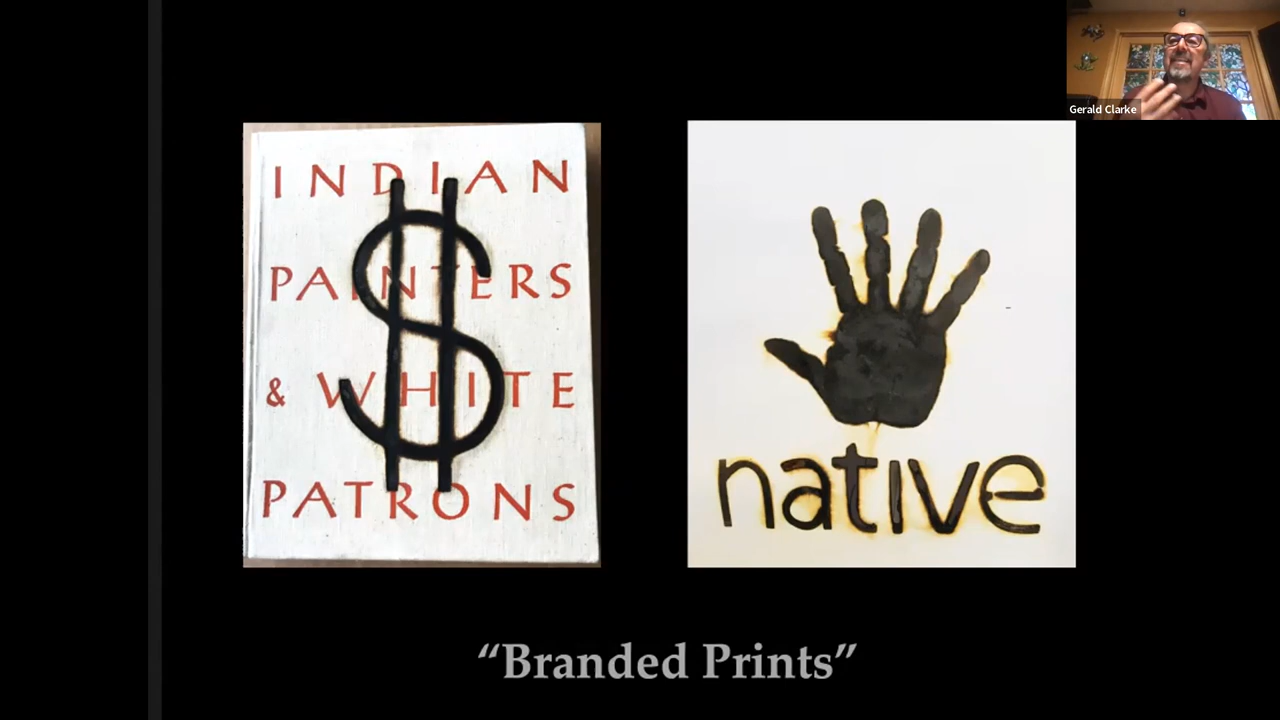 Gerald Clarke
INDIAN
PAINTERS
& WHITE
PATRONS
$
native
“Branded Prints”